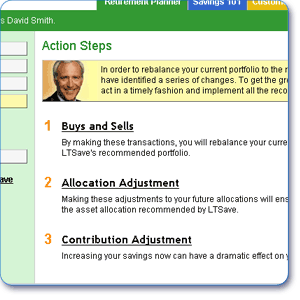 Retirement Planner Savings 101 Custom
s David Smith.
Action Steps
In order to rebalance your current portfolio to the
have identified a series of changes. To get the
act in a timely fashion and implement all the
1 Buys and Sells
By making these transactions, you will rebalance your
LTSave's recommended portfolio.
ave
2 Allocation Adjustment
Making these adjustments to your future allocations will
the asset allocation recommended by LTSave.
3 Contribution Adjustment
Increasing your savings now can have a dramatic effect on